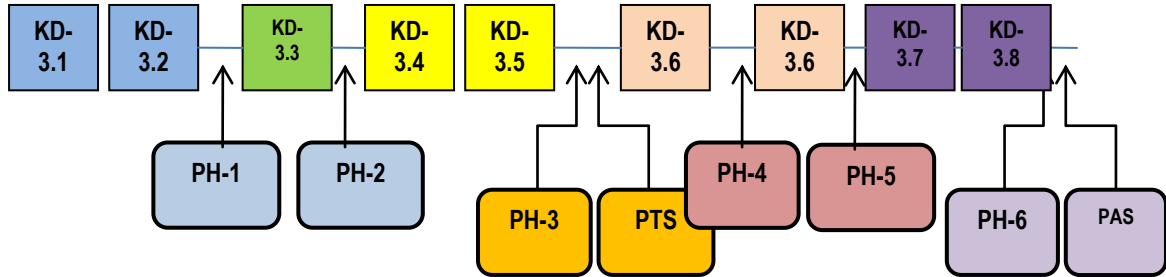 KD-
3.1
KD-
3.2
KD-
3.3
KD-
3.4
KD-
3.5
KD-
3.6
KD-
3.6
KD-
3.7
KD-
3.8
PH-1
PH-2
PH-3
PTS
PH-4
PH-5
PH-6
PAS